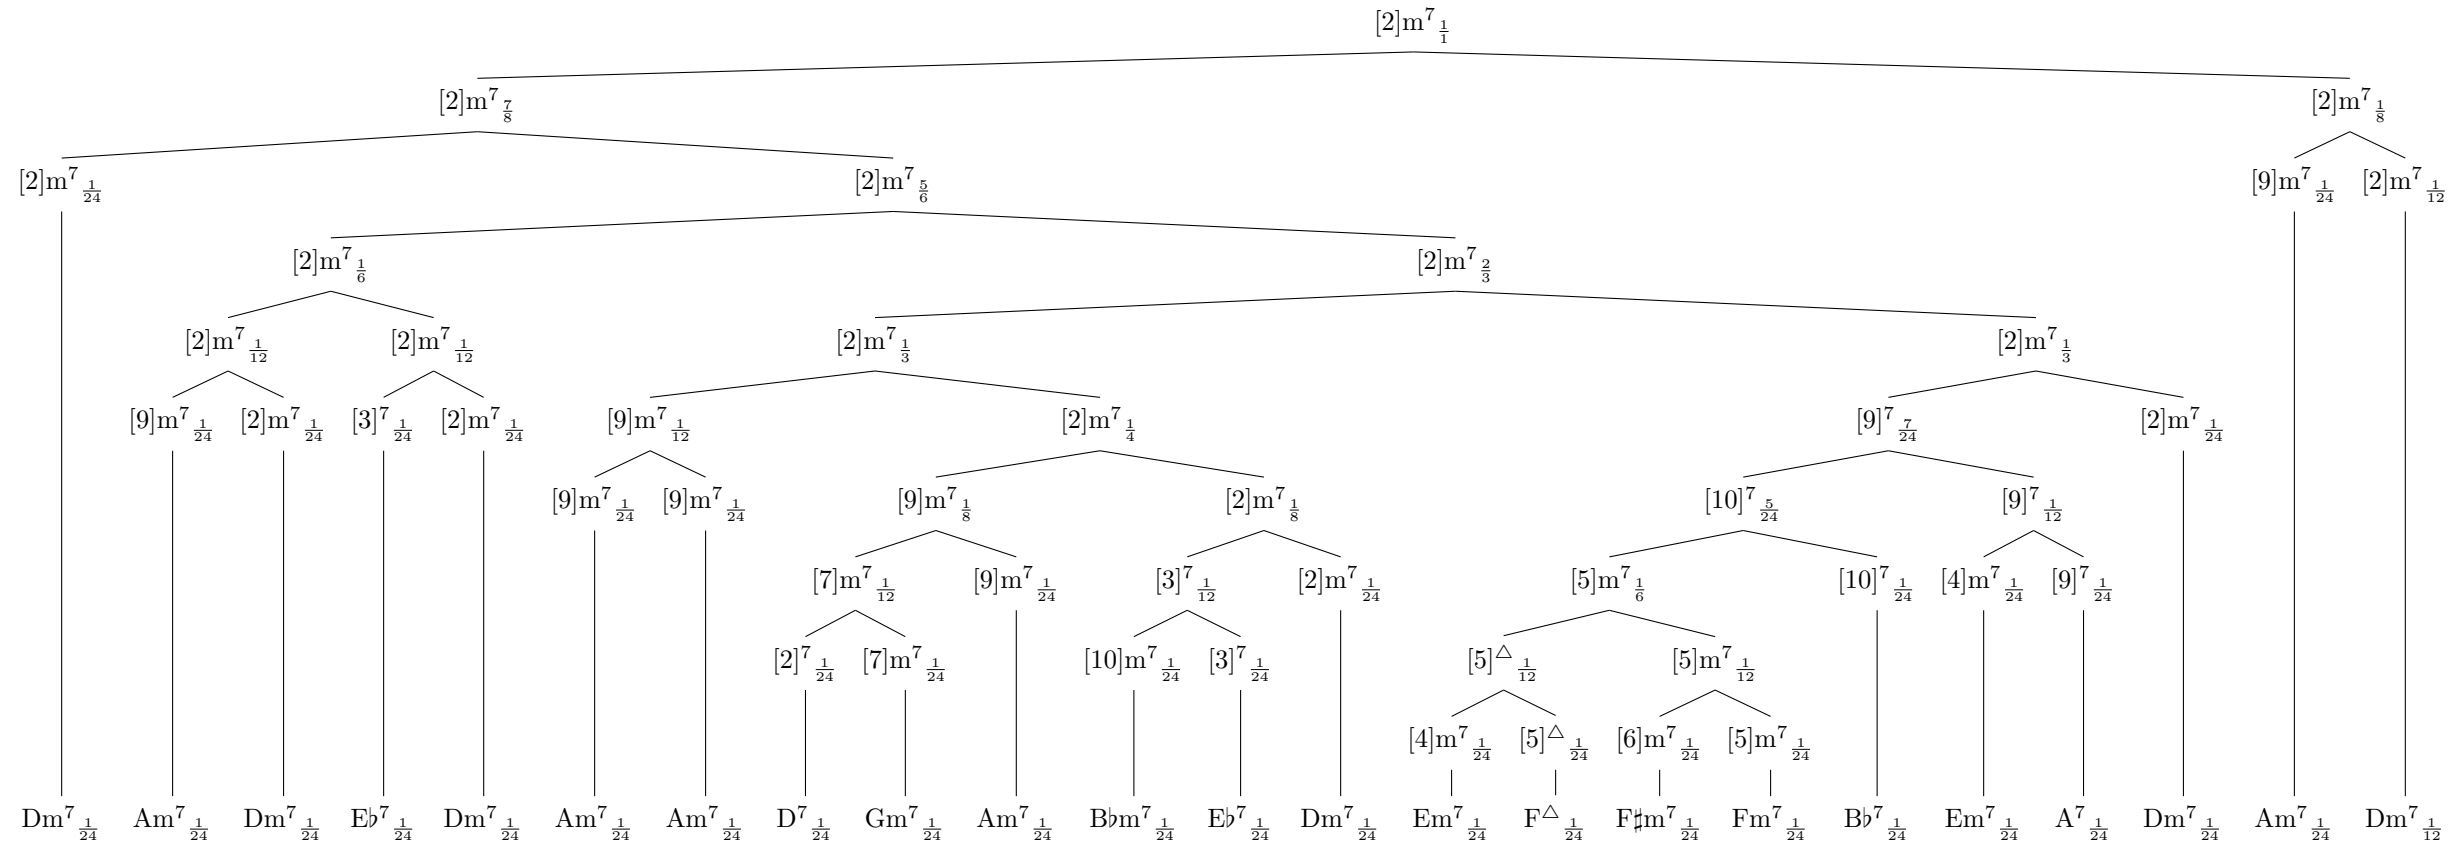 [2]m⁷ 1/1
[2]m⁷ 7/8 [2]m⁷ 1/8
[2]m⁷ 1/24 [2]m⁷ 5/6 [9]m⁷ 1/24 [2]m⁷ 1/12
[2]m⁷ 1/6 [2]m⁷ 2/3
[2]m⁷ 1/12 [2]m⁷ 1/12 [2]m⁷ 1/3 [2]m⁷ 1/3
[9]m⁷ 1/24 [2]m⁷ 1/24 [3]⁷ 1/24 [2]m⁷ 1/24 [9]m⁷ 1/12 [2]m⁷ 1/4 [9]⁷ 7/24 [2]m⁷ 1/24
[9]m⁷ 1/24 [9]m⁷ 1/24 [9]m⁷ 1/8 [2]m⁷ 1/8 [10]⁷ 5/24 [9]⁷ 1/12
[7]m⁷ 1/12 [9]m⁷ 1/24 [3]⁷ 1/12 [2]m⁷ 1/24 [5]m⁷ 1/6 [10]⁷ 1/24 [4]m⁷ 1/24 [9]⁷ 1/24
[2]⁷ 1/24 [7]m⁷ 1/24 [10]m⁷ 1/24 [3]⁷ 1/24 [5]△ 1/12 [5]m⁷ 1/12
[4]m⁷ 1/24 [5]△ 1/24 [6]m⁷ 1/24 [5]m⁷ 1/24
Dm⁷ 1/24 Am⁷ 1/24 Dm⁷ 1/24 E♭⁷ 1/24 Dm⁷ 1/24 Am⁷ 1/24 Am⁷ 1/24 D⁷ 1/24 Gm⁷ 1/24 Am⁷ 1/24 B♭m⁷ 1/24 E♭⁷ 1/24 Dm⁷ 1/24 Em⁷ 1/24 F△ 1/24 F♯m⁷ 1/24 Fm⁷ 1/24 B♭⁷ 1/24 Em⁷ 1/24 A⁷ 1/24 Dm⁷ 1/24 Am⁷ 1/24 Dm⁷ 1/12